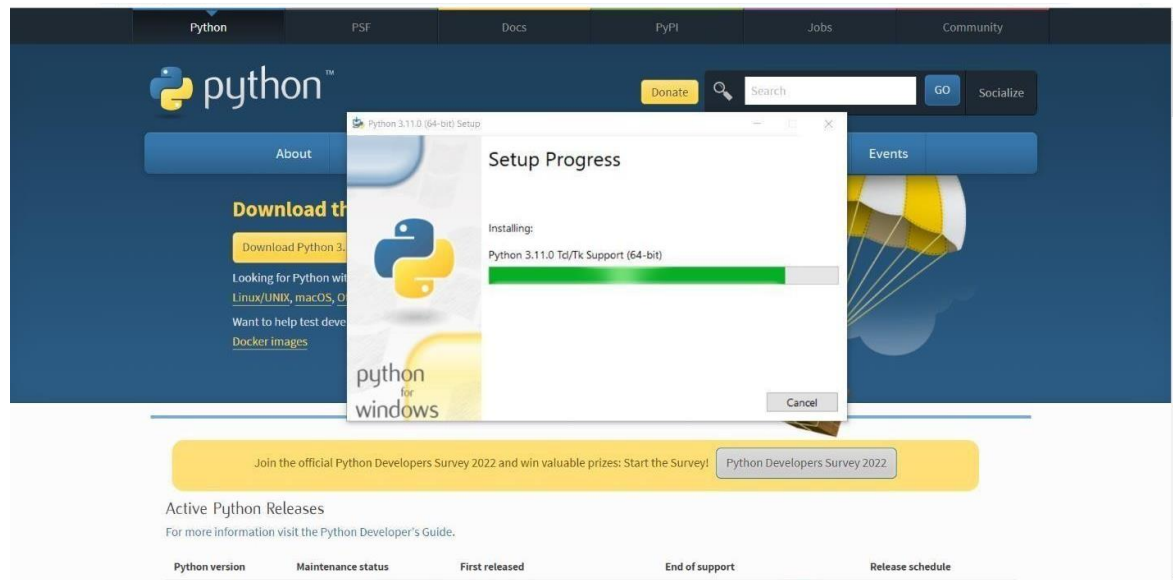 Python PSF Docs PyPI Jobs Community
python™
Donate Search GO Socialize
About Events
Download th
Download Python 3.
Looking for Python wit
Linux/UNIX, macOS, O
Want to help test deve
Docker images
Python 3.11.0 (64-bit) Setup
Setup Progress
Installing:
Python 3.11.0 Td/Tk Support (64-bit)
python
for
windows
Cancel
Join the official Python Developers Survey 2022 and win valuable prizes: Start the Survey! Python Developers Survey 2022
Active Python Releases
For more information visit the Python Developer's Guide.
Python version Maintenance status First released End of support Release schedule